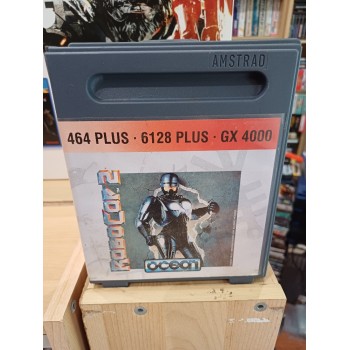 AMSTRAD
464 PLUS · 6128 PLUS · GX 4000
ROBOCOP 2
ocean